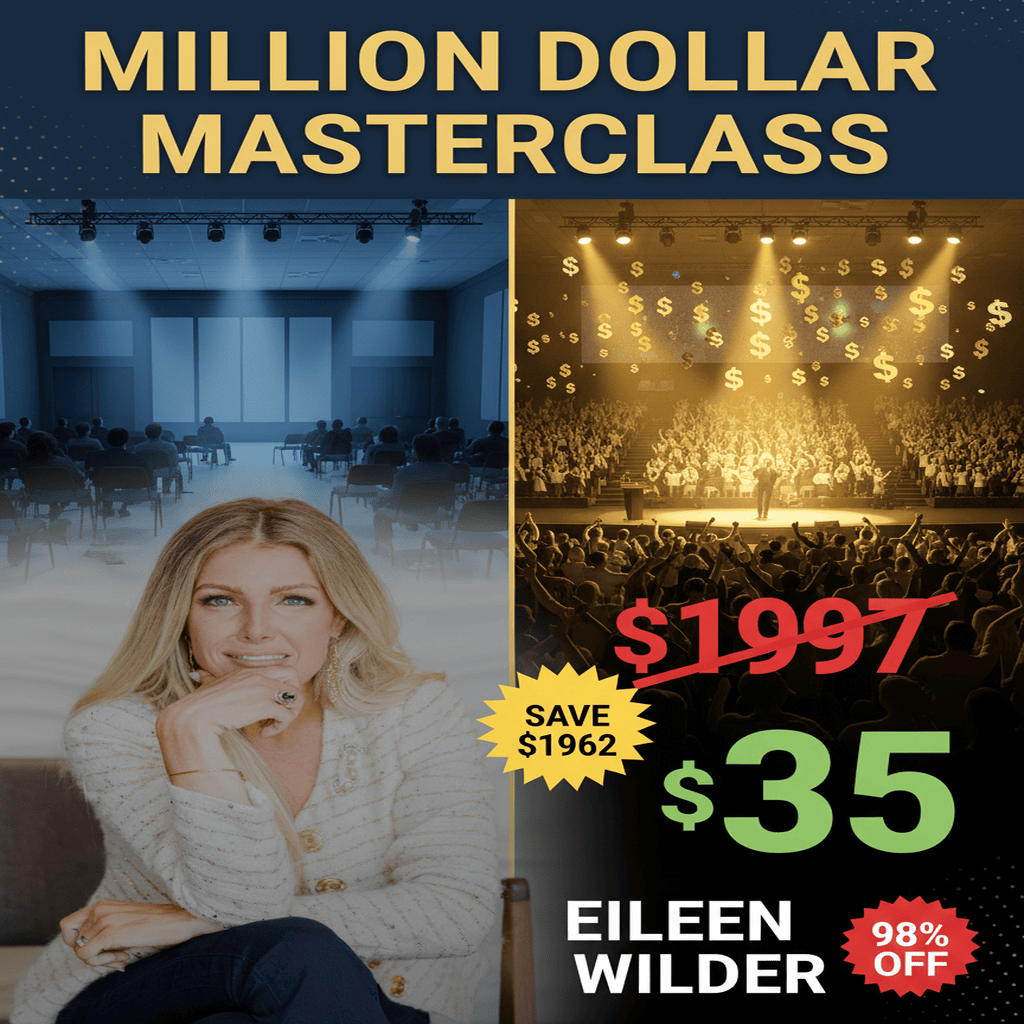 MILLION DOLLAR
MASTERCLASS
$1997
SAVE
$1962
$35
EILEEN
WILDER
98%
OFF